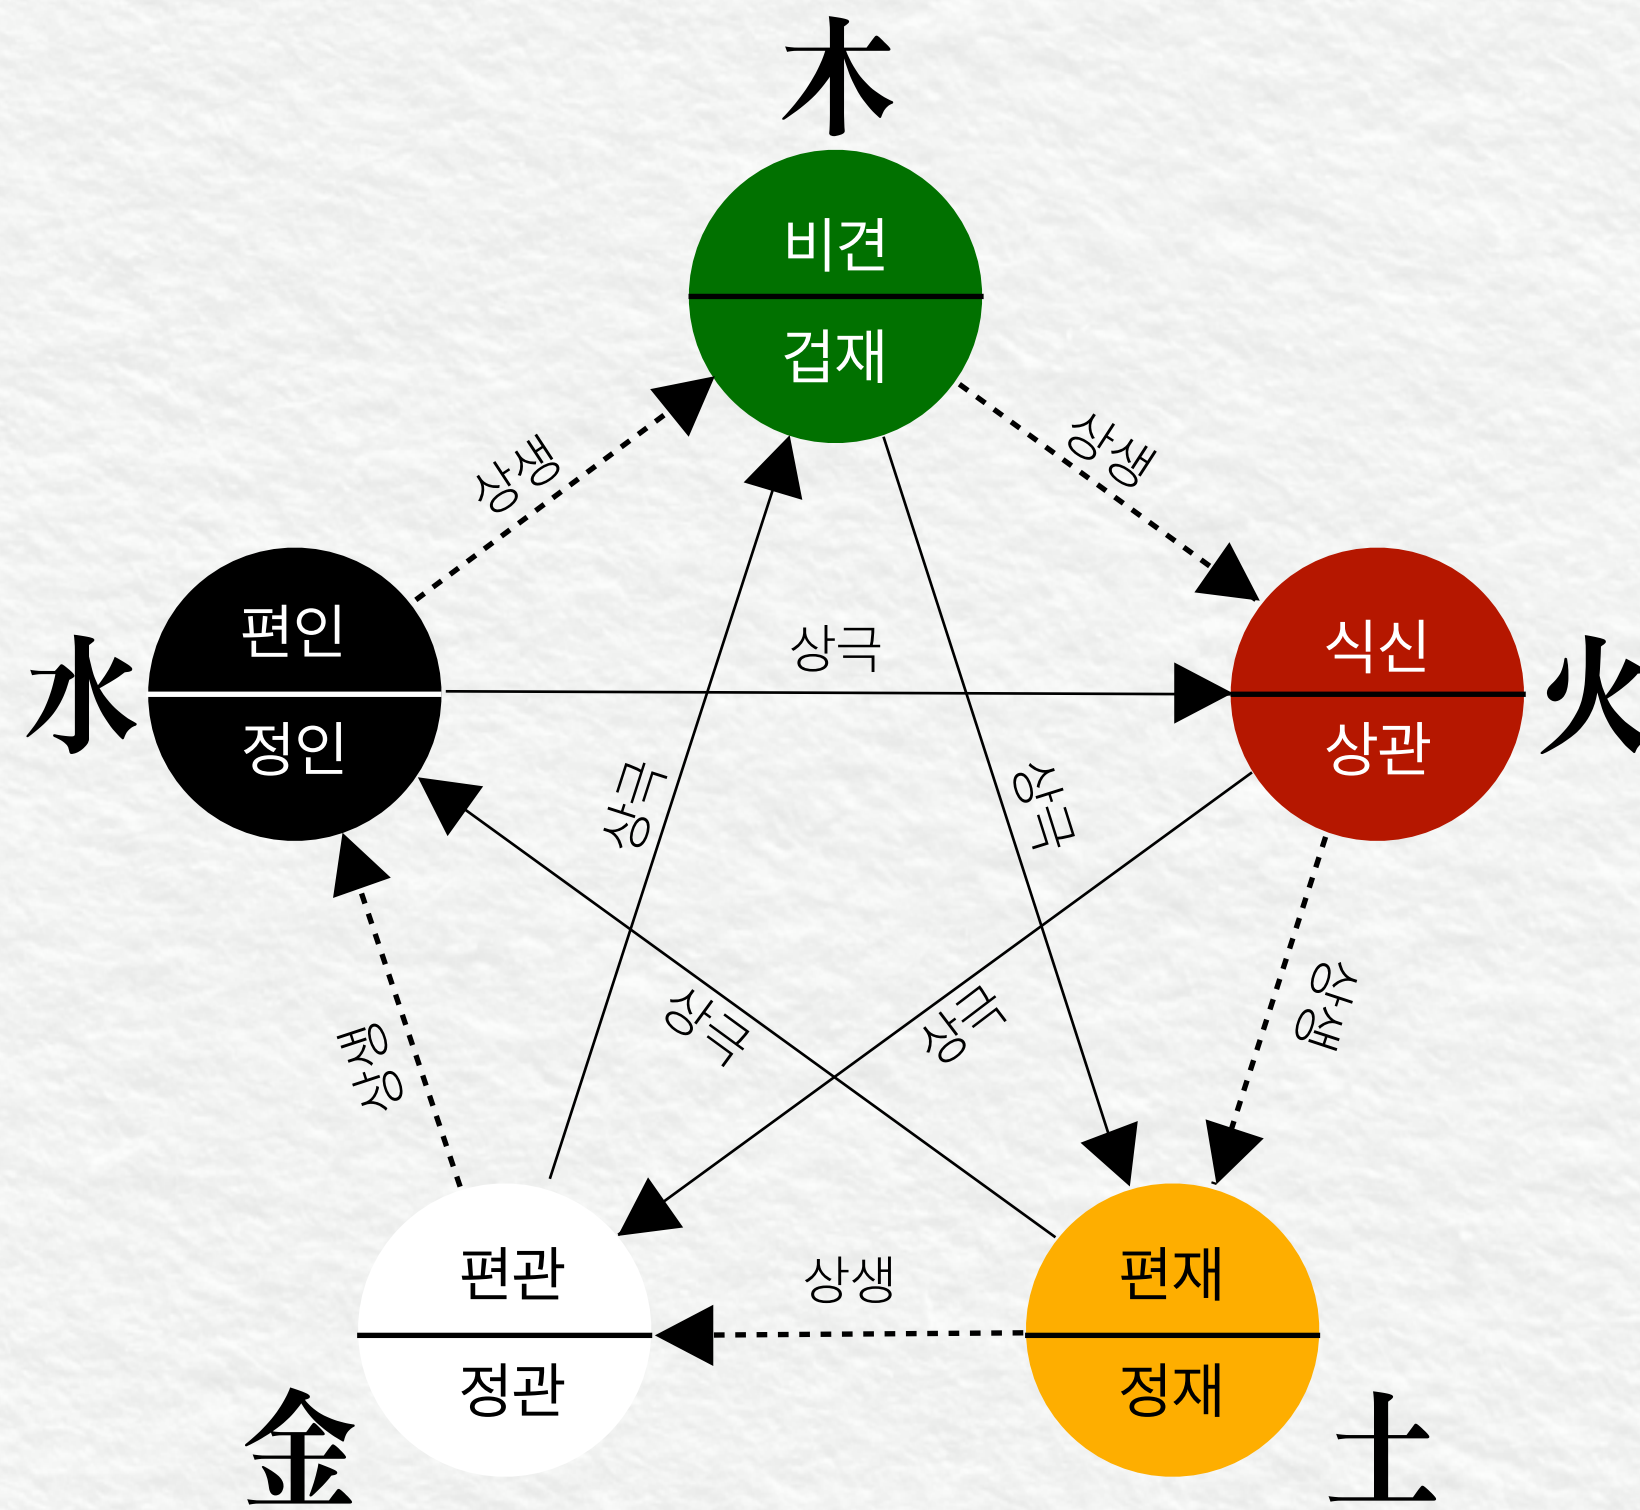 木
비견
겁재
상생
상생
水
편인
정인
상극
식신
상관
火
상극
상극
상생
상극
상극
상생
상생
편관
정관
편재
정재
金
土